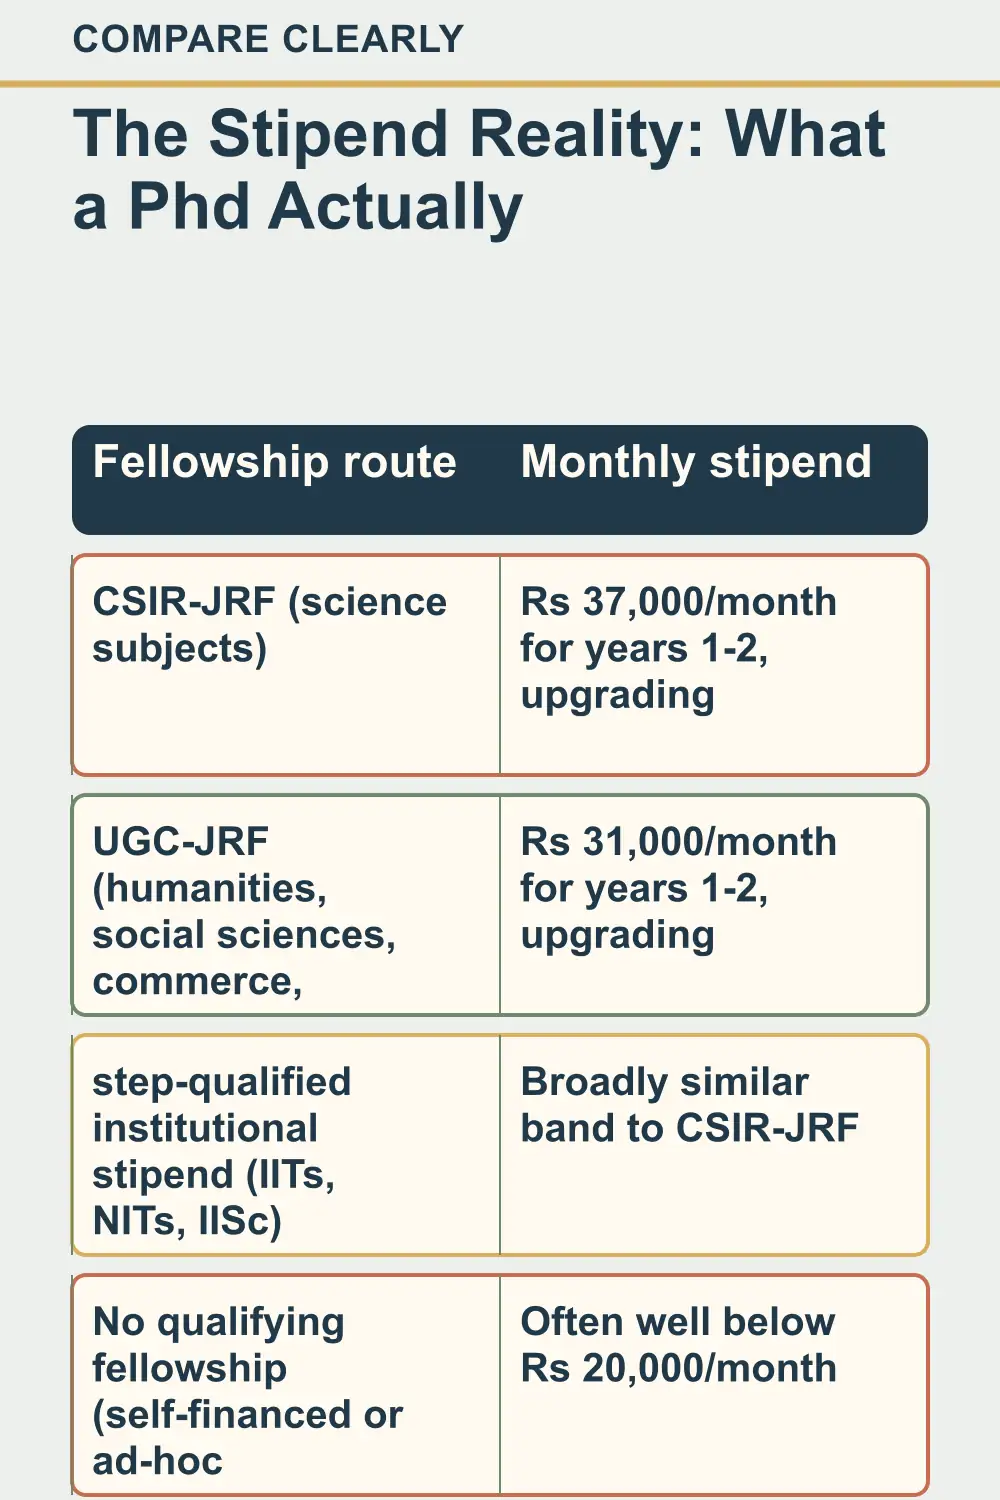 COMPARE CLEARLY
The Stipend Reality: What
a Phd Actually
Fellowship route
Monthly stipend
CSIR-JRF (science
subjects)
Rs 37,000/month
for years 1-2,
upgrading
UGC-JRF
(humanities,
social sciences,
commerce,
Rs 31,000/month
for years 1-2,
upgrading
step-qualified
institutional
stipend (IITs,
NITs, IISc)
Broadly similar
band to CSIR-JRF
No qualifying
fellowship
(self-financed or
ad-hoc
Often well below
Rs 20,000/month